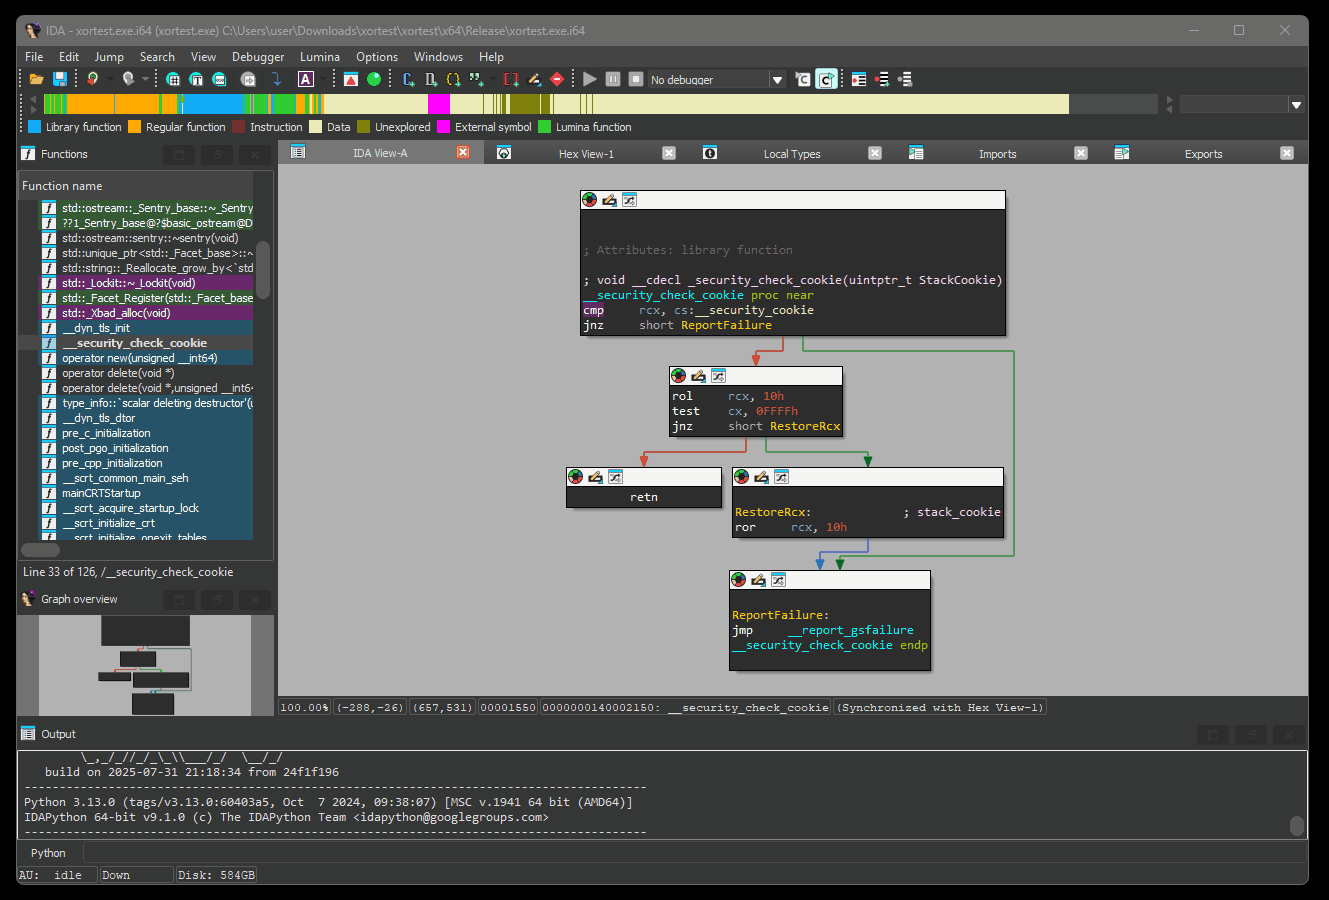 IDA - xortest.exe.i64 (xortest.exe) C:\Users\user\Downloads\xortest\xortest\x64\Release\xortest.exe.i64
File Edit Jump Search View Debugger Lumina Options Windows Help
No debugger
Library function Regular function Instruction Data Unexplored External symbol Lumina function
Functions
IDA View-A Hex View-1 Local Types Imports Exports
Function name
std::ostream::_Sentry_base::~_Sentry
??1_Sentry_base@?$basic_ostream@D
std::ostream::sentry::~sentry(void)
std::unique_ptr<std::_Facet_base>::~
std::string::_Reallocate_grow_by<`std
std::_Lockit::~_Lockit(void)
std::_Facet_Register(std::_Facet_base
std::_Xbad_alloc(void)
__dyn_tls_init
__security_check_cookie
operator new(unsigned __int64)
operator delete(void *)
operator delete(void *,unsigned __int64
type_info::`scalar deleting destructor'(u
__dyn_tls_dtor
pre_c_initialization
post_pgo_initialization
pre_cpp_initialization
__scrt_common_main_seh
mainCRTStartup
__scrt_acquire_startup_lock
__scrt_initialize_crt
__scrt_initialize_onexit_tables
Line 33 of 126, /__security_check_cookie
Graph overview
; Attributes: library function
; void __cdecl _security_check_cookie(uintptr_t StackCookie)
__security_check_cookie proc near
cmp rcx, cs:__security_cookie
jnz short ReportFailure
rol rcx, 10h
test cx, 0FFFFh
jnz short RestoreRcx
retn
RestoreRcx: ; stack_cookie
ror rcx, 10h
ReportFailure:
jmp __report_gsfailure
__security_check_cookie endp
100.00% (-288,-26) (657,531) 00001550 0000000140002150: __security_check_cookie (Synchronized with Hex View-1)
Output
\_,_/_//_/_\_\\___/_/ \__/_/
build on 2025-07-31 21:18:34 from 24f1f196
-----------------------------------------------------------------------------------------
Python 3.13.0 (tags/v3.13.0:60403a5, Oct 7 2024, 09:38:07) [MSC v.1941 64 bit (AMD64)]
IDAPython 64-bit v9.1.0 (c) The IDAPython Team <idapython@googlegroups.com>
-----------------------------------------------------------------------------------------
Python
AU: idle Down Disk: 584GB